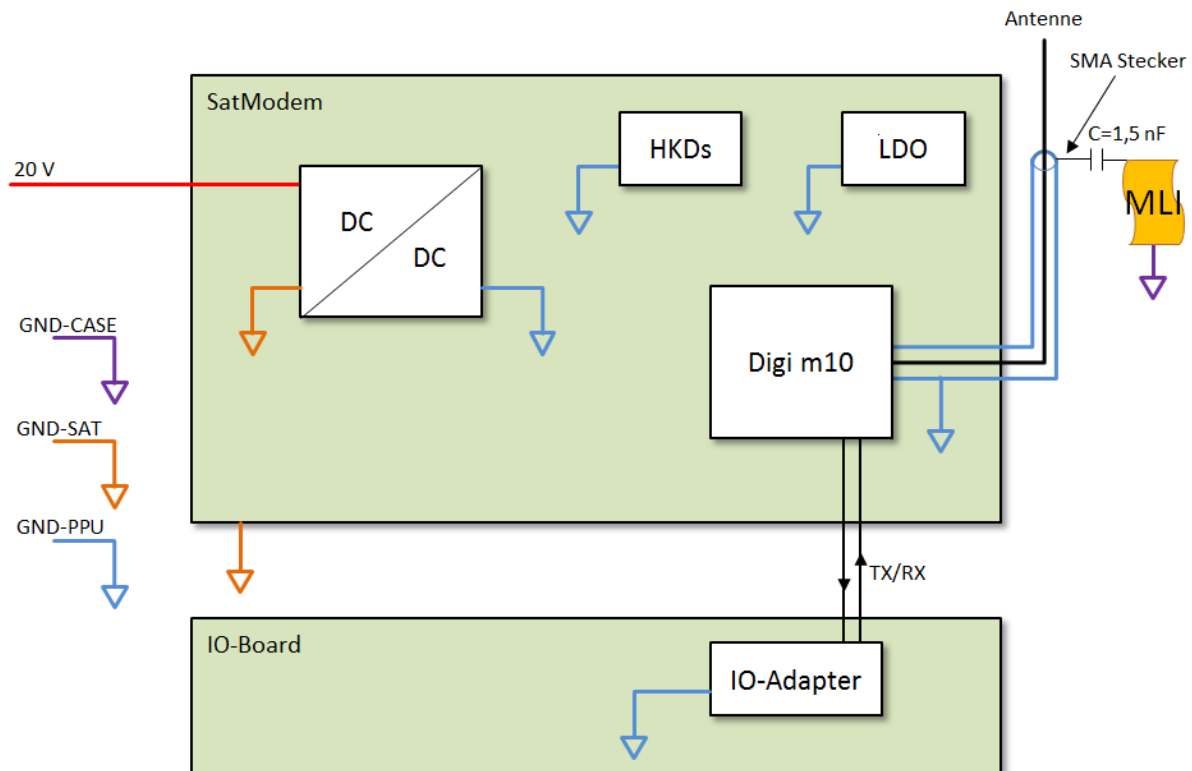 Antenne
SMA Stecker
C=1,5 nF
MLI
SatModem
HKDs
LDO
20 V
DC
DC
Digi m10
GND-CASE
GND-SAT
GND-PPU
TX/RX
IO-Board
IO-Adapter